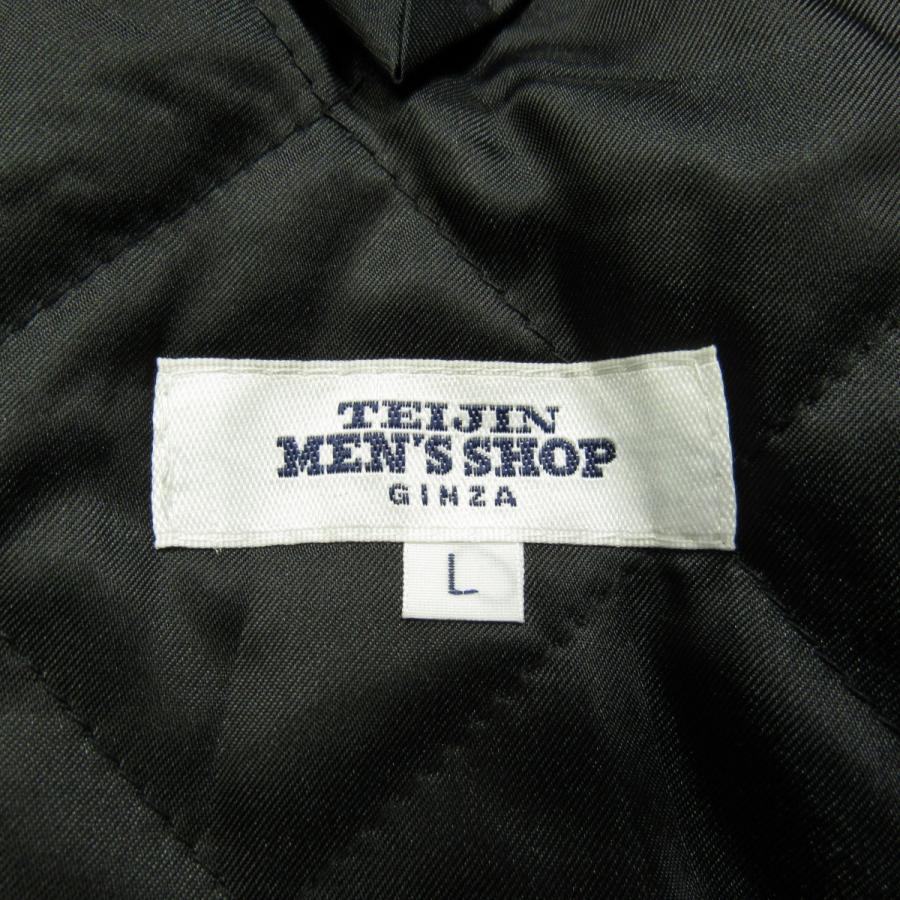 TEIJIN
MEN'S SHOP
GINZA
L